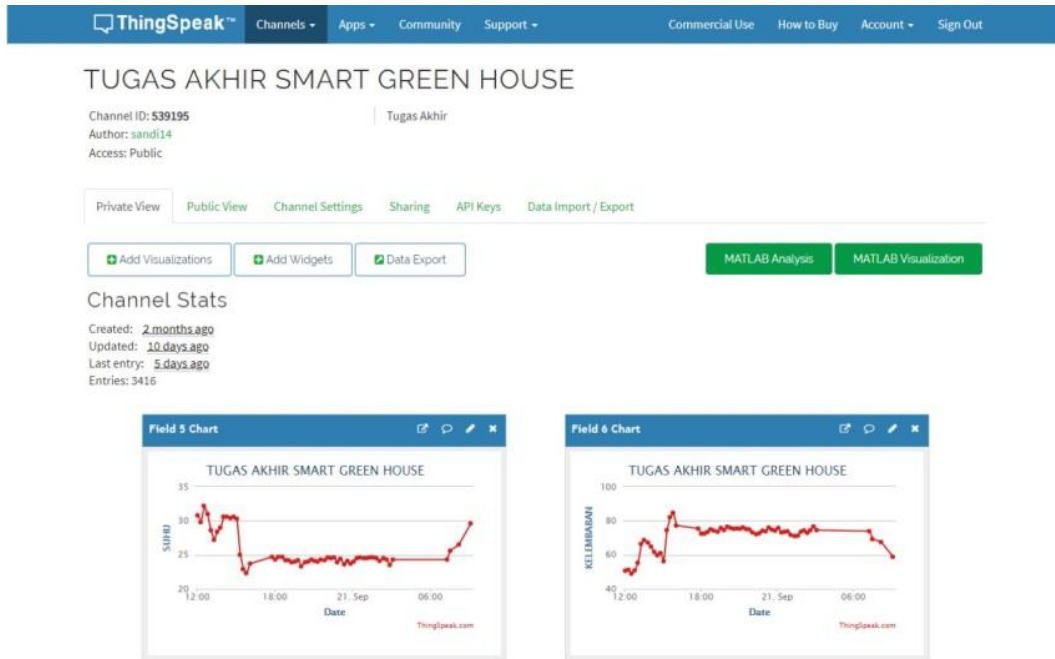 ThingSpeak™ Channels Apps Community Support Commercial Use How to Buy Account Sign Out
TUGAS AKHIR SMART GREEN HOUSE
Channel ID: 539195 Tugas Akhir
Author: sandi14
Access: Public
Private View Public View Channel Settings Sharing API Keys Data Import / Export
Add Visualizations Add Widgets Data Export MATLAB Analysis MATLAB Visualization
Channel Stats
Created: 2 months ago
Updated: 10 days ago
Last entry: 5 days ago
Entries: 3416
Field 5 Chart
TUGAS AKHIR SMART GREEN HOUSE
35
30
25
20
SUHU
12:00 18:00 21. Sep 06:00
Date
ThingSpeak.com
Field 6 Chart
TUGAS AKHIR SMART GREEN HOUSE
100
80
60
40
KELEMBABAN
12:00 18:00 21. Sep 06:00
Date
ThingSpeak.com